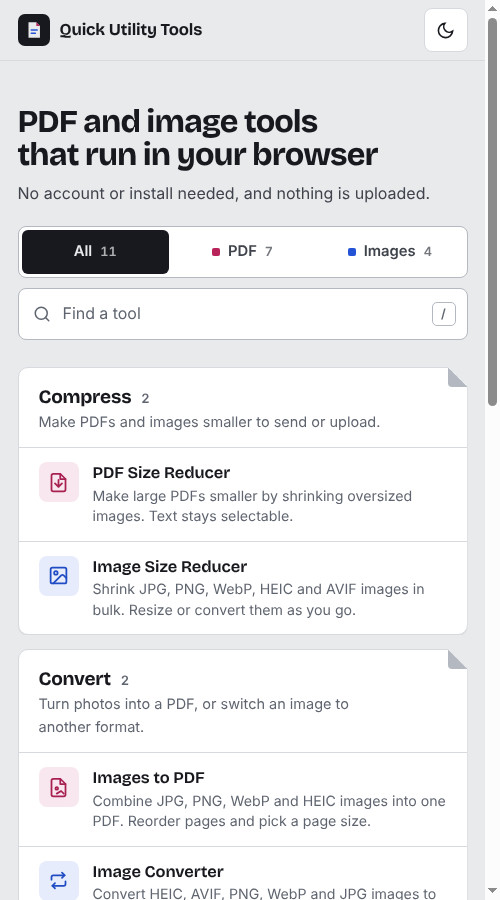 Quick Utility Tools
PDF and image tools
that run in your browser
No account or install needed, and nothing is uploaded.
All 11 PDF 7 Images 4
Find a tool /
Compress 2
Make PDFs and images smaller to send or upload.
PDF Size Reducer
Make large PDFs smaller by shrinking oversized
images. Text stays selectable.
Image Size Reducer
Shrink JPG, PNG, WebP, HEIC and AVIF images in
bulk. Resize or convert them as you go.
Convert 2
Turn photos into a PDF, or switch an image to
another format.
Images to PDF
Combine JPG, PNG, WebP and HEIC images into one
PDF. Reorder pages and pick a page size.
Image Converter
Convert HEIC, AVIF, PNG, WebP and JPG images to